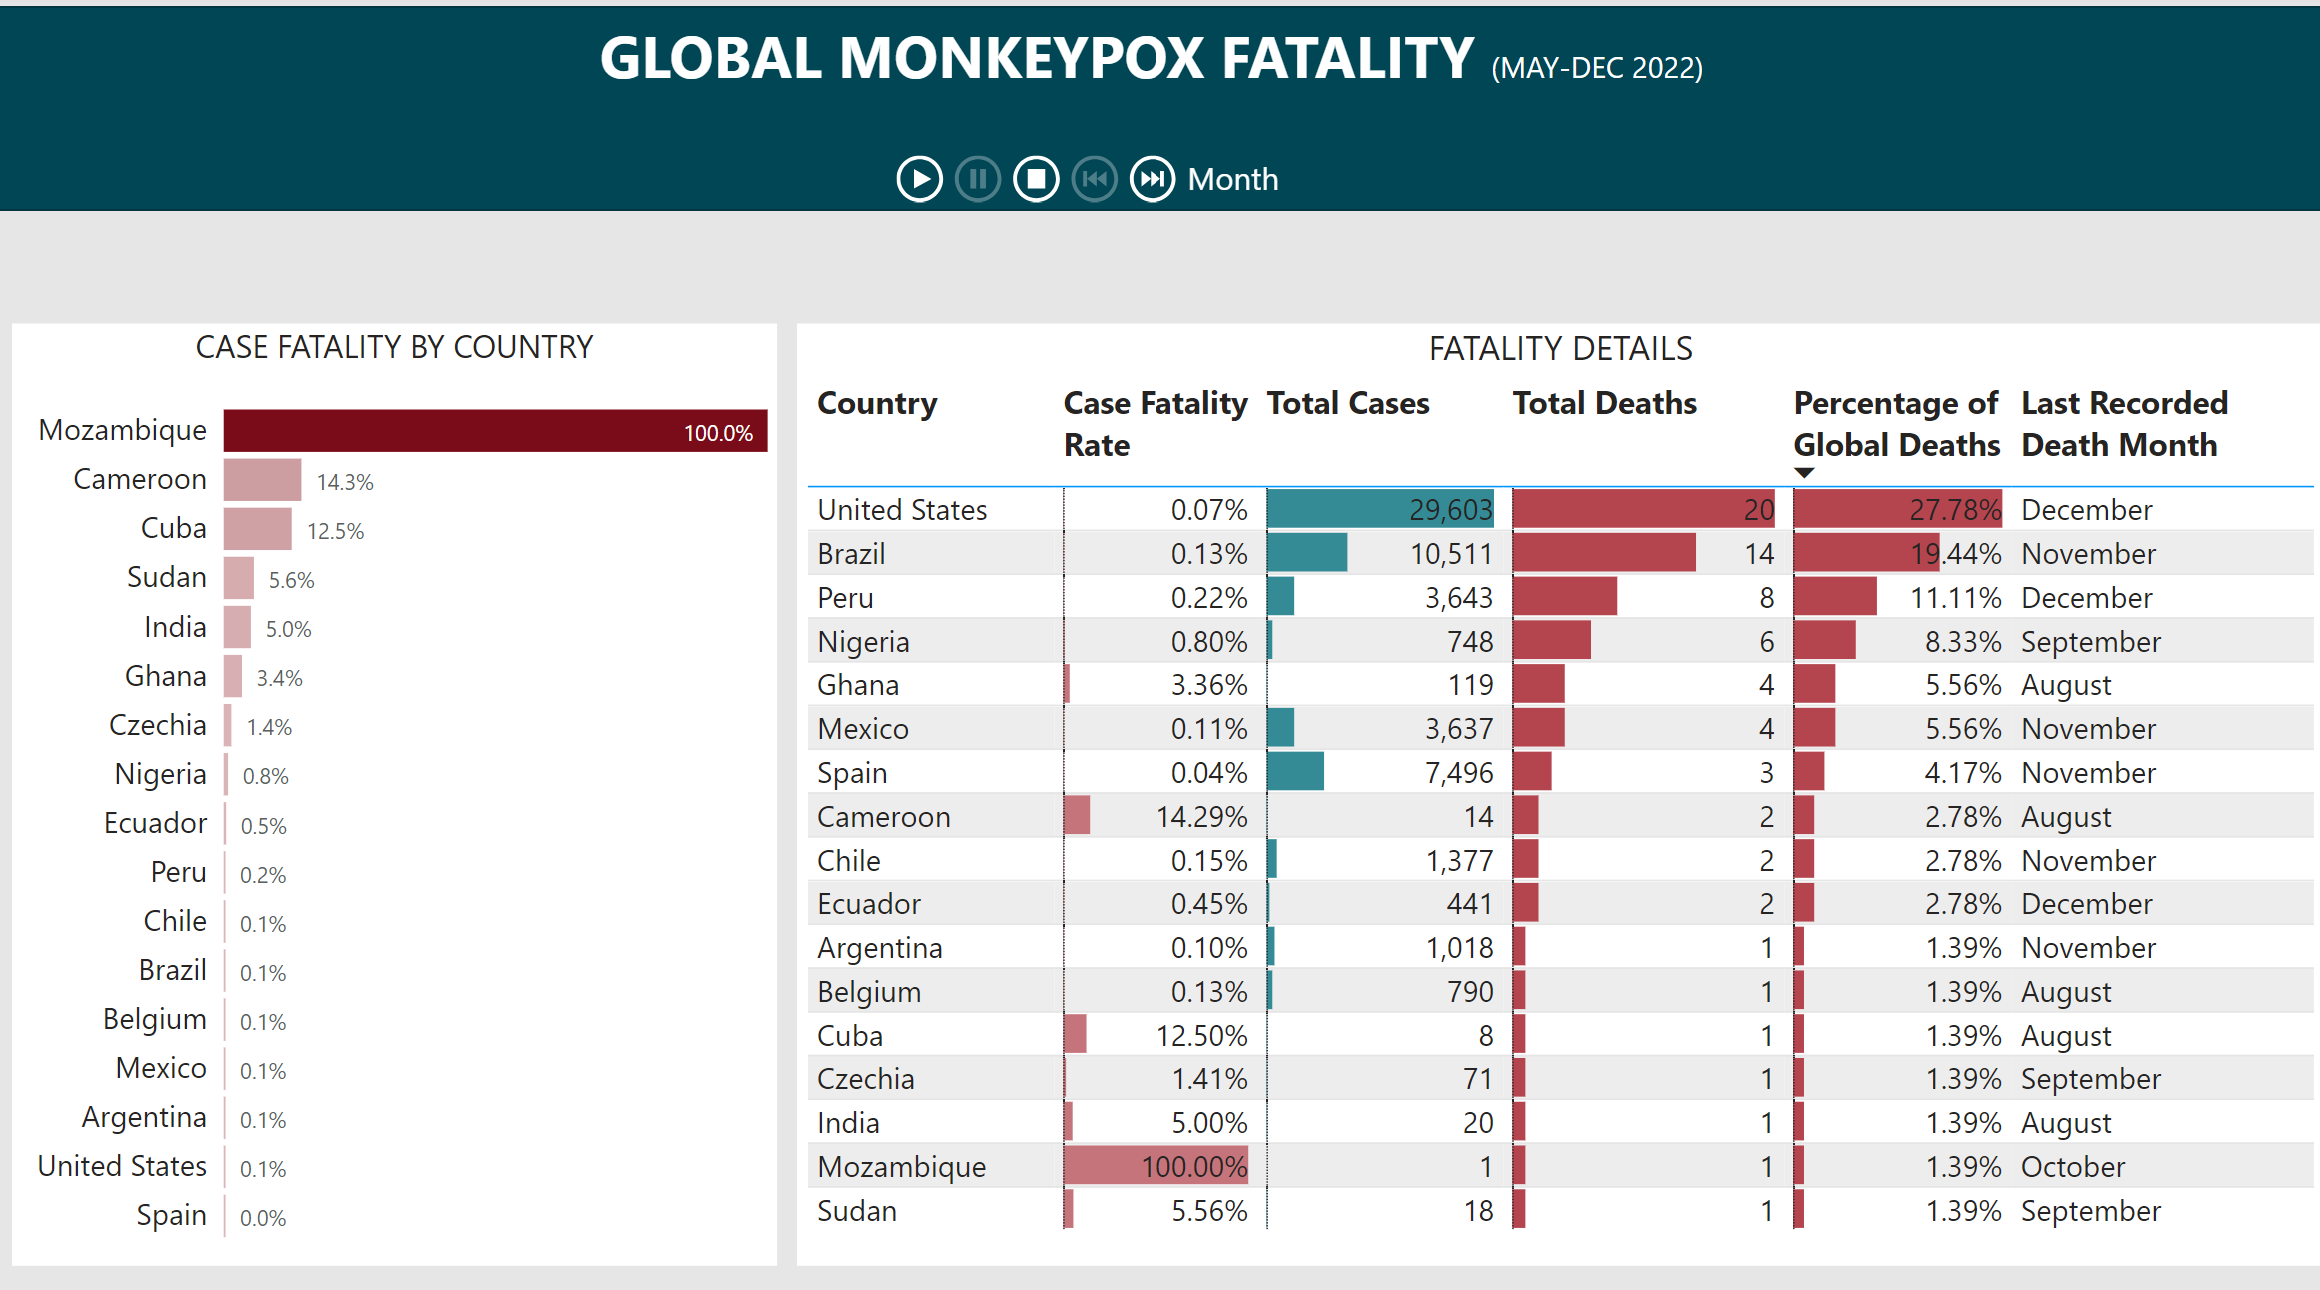 GLOBAL MONKEYPOX FATALITY (MAY-DEC 2022)
Month
CASE FATALITY BY COUNTRY
Mozambique 100.0%
Cameroon 14.3%
Cuba 12.5%
Sudan 5.6%
India 5.0%
Ghana 3.4%
Czechia 1.4%
Nigeria 0.8%
Ecuador 0.5%
Peru 0.2%
Chile 0.1%
Brazil 0.1%
Belgium 0.1%
Mexico 0.1%
Argentina 0.1%
United States 0.1%
Spain 0.0%
FATALITY DETAILS
Country Case Fatality Total Cases Total Deaths Percentage of Last Recorded
Rate Global Deaths Death Month
United States 0.07% 29,603 20 27.78% December
Brazil 0.13% 10,511 14 19.44% November
Peru 0.22% 3,643 8 11.11% December
Nigeria 0.80% 748 6 8.33% September
Ghana 3.36% 119 4 5.56% August
Mexico 0.11% 3,637 4 5.56% November
Spain 0.04% 7,496 3 4.17% November
Cameroon 14.29% 14 2 2.78% August
Chile 0.15% 1,377 2 2.78% November
Ecuador 0.45% 441 2 2.78% December
Argentina 0.10% 1,018 1 1.39% November
Belgium 0.13% 790 1 1.39% August
Cuba 12.50% 8 1 1.39% August
Czechia 1.41% 71 1 1.39% September
India 5.00% 20 1 1.39% August
Mozambique 100.00% 1 1 1.39% October
Sudan 5.56% 18 1 1.39% September